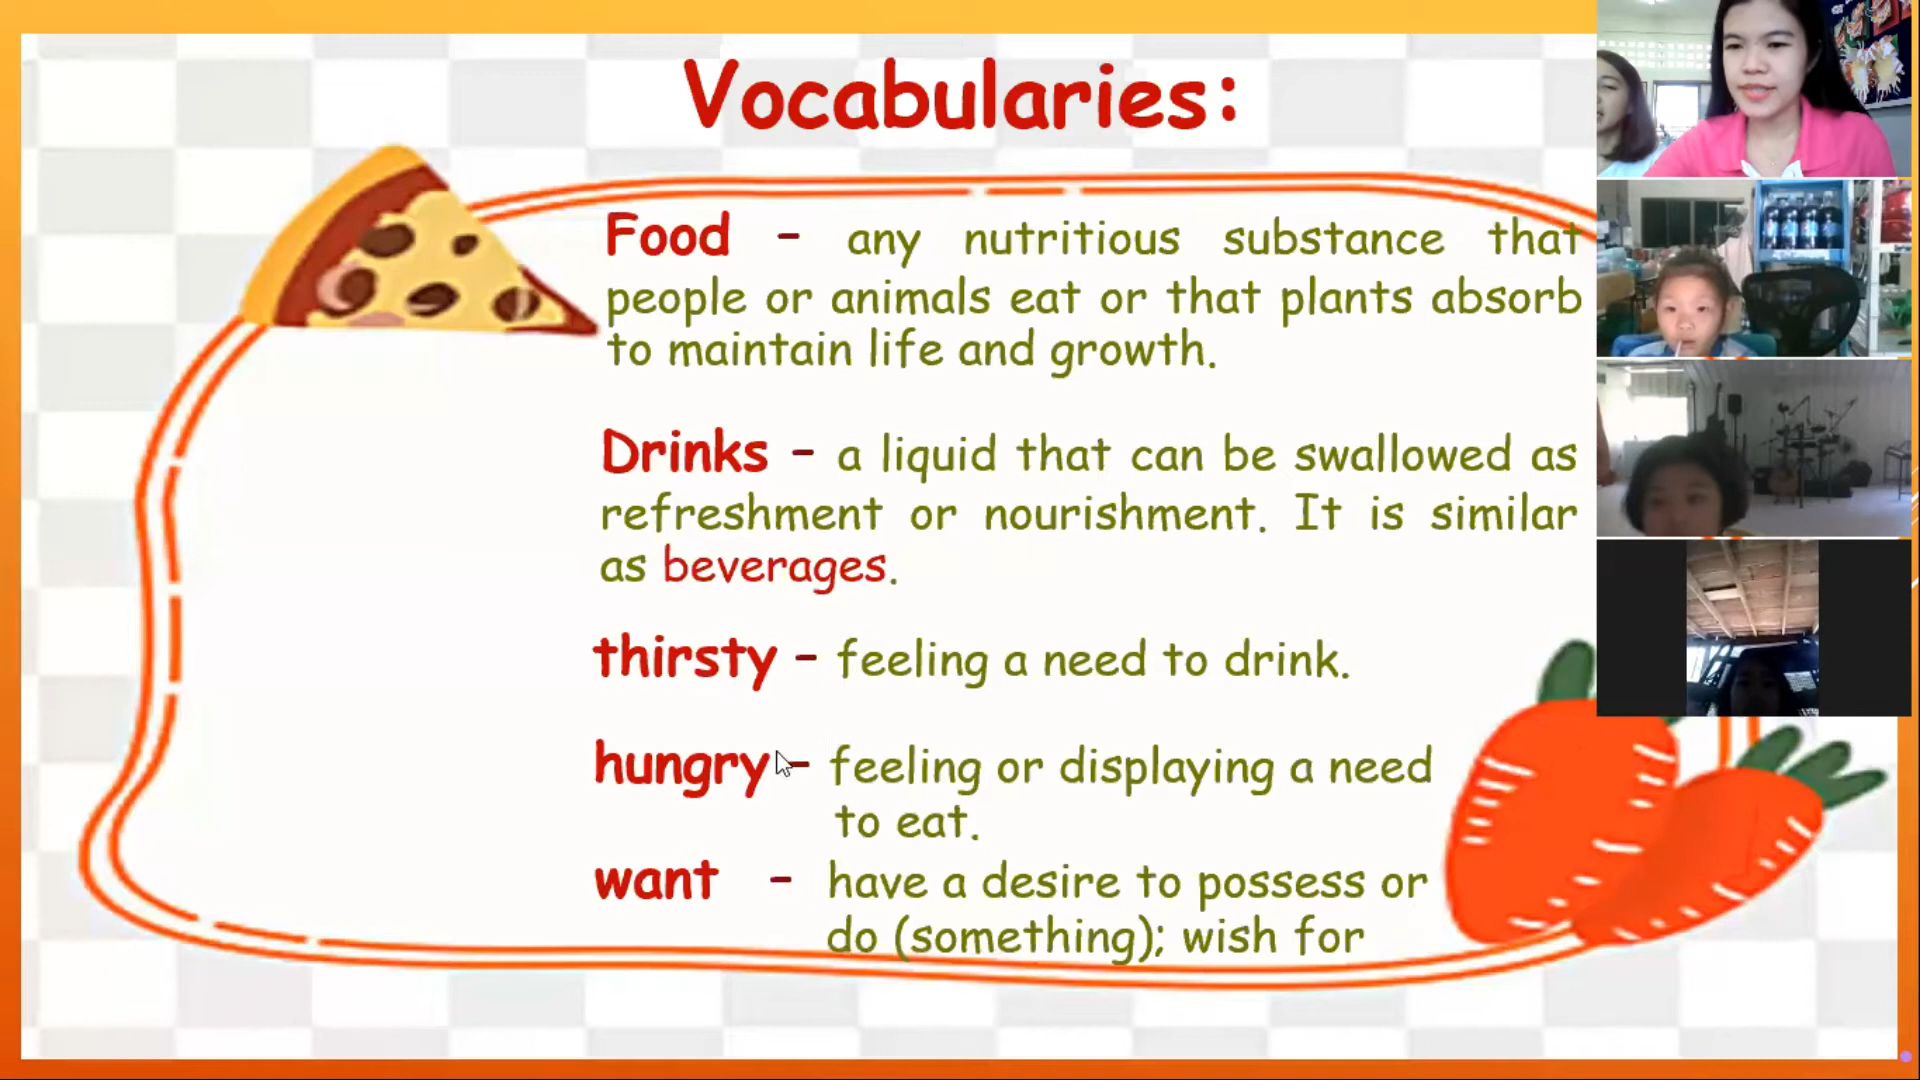 Vocabularies:
Food - any nutritious substance that
people or animals eat or that plants absorb
to maintain life and growth.
Drinks - a liquid that can be swallowed as
refreshment or nourishment. It is similar
as beverages.
thirsty - feeling a need to drink.
hungry - feeling or displaying a need
to eat.
want - have a desire to possess or
do (something); wish for